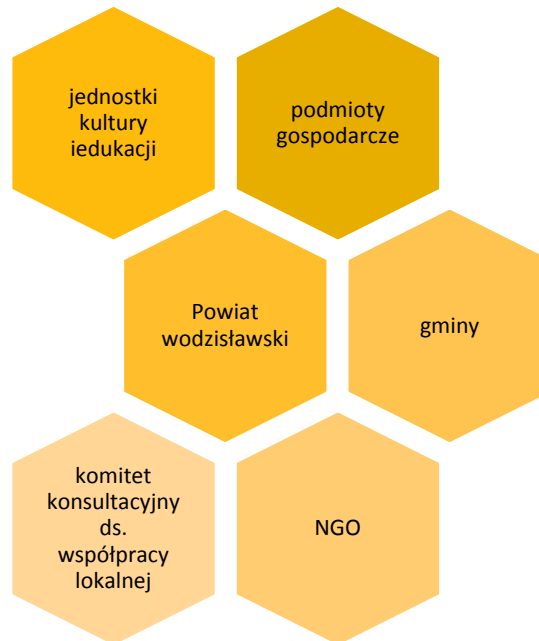 jednostki
kultury
iedukacji
podmioty
gospodarcze
Powiat
wodzisławski
gminy
komitet
konsultacyjny
ds.
współpracy
lokalnej
NGO